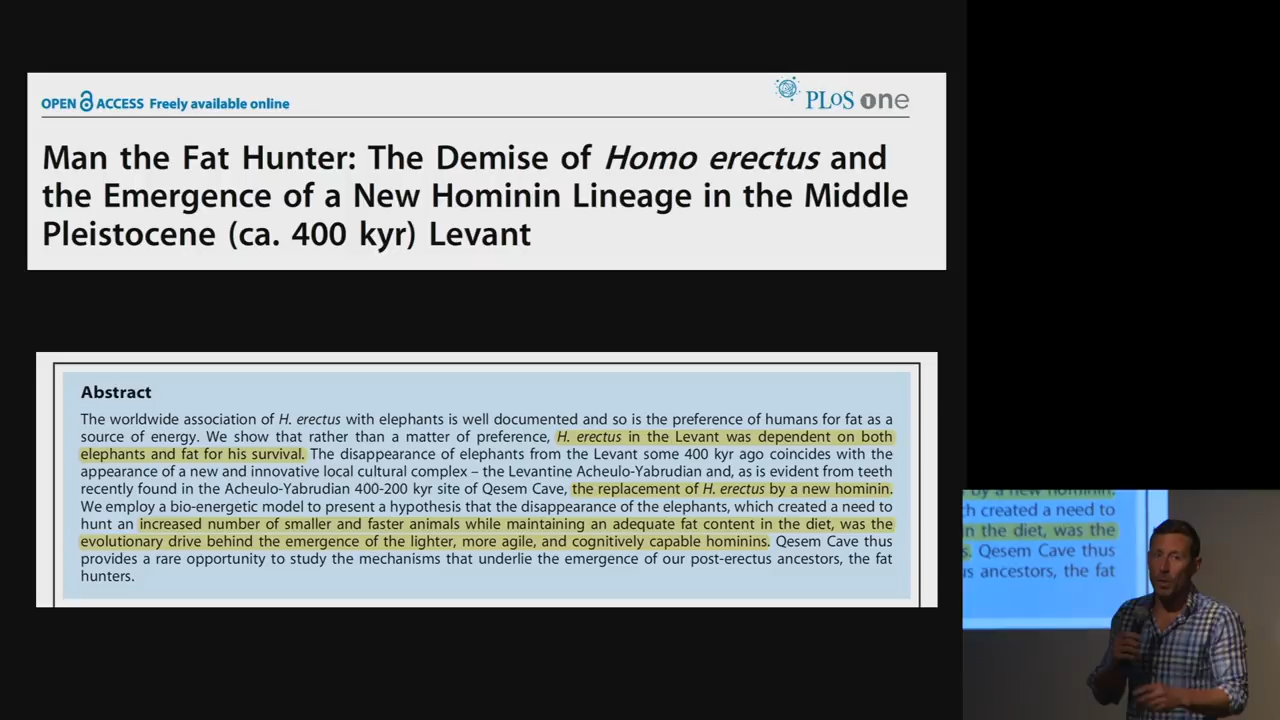 OPEN ACCESS Freely available online
PLOS one
Man the Fat Hunter: The Demise of Homo erectus and
the Emergence of a New Hominin Lineage in the Middle
Pleistocene (ca. 400 kyr) Levant
Abstract
The worldwide association of H. erectus with elephants is well documented and so is the preference of humans for fat as a
source of energy. We show that rather than a matter of preference, H. erectus in the Levant was dependent on both
elephants and fat for his survival. The disappearance of elephants from the Levant some 400 kyr ago coincides with the
appearance of a new and innovative local cultural complex – the Levantine Acheulo-Yabrudian and, as is evident from teeth
recently found in the Acheulo-Yabrudian 400-200 kyr site of Qesem Cave, the replacement of H. erectus by a new hominin.
We employ a bio-energetic model to present a hypothesis that the disappearance of the elephants, which created a need to
hunt an increased number of smaller and faster animals while maintaining an adequate fat content in the diet, was the
evolutionary drive behind the emergence of the lighter, more agile, and cognitively capable hominins. Qesem Cave thus
provides a rare opportunity to study the mechanisms that underlie the emergence of our post-erectus ancestors, the fat
hunters.
by a new hominin.
ch created a need to
in the diet, was the
s. Qesem Cave thus
us ancestors, the fat